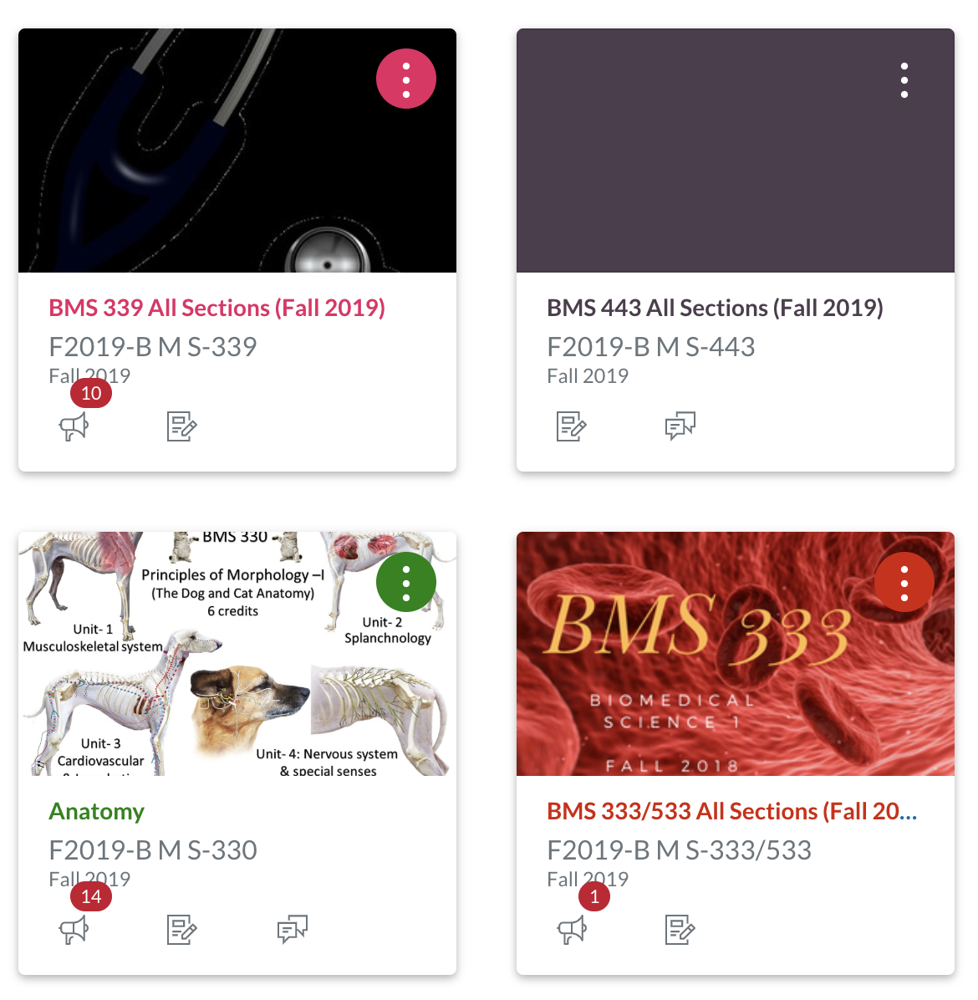 BMS 339 All Sections (Fall 2019)
F2019-B M S-339
Fall 2019
10
BMS 443 All Sections (Fall 2019)
F2019-B M S-443
Fall 2019
BMS 330
Principles of Morphology –I
(The Dog and Cat Anatomy)
6 credits
Unit- 1
Musculoskeletal system
Unit- 2
Splanchnology
Unit- 3
Cardiovascular
Unit- 4: Nervous system
& special senses
Anatomy
F2019-B M S-330
Fall 2019
14
BMS 333
BIOMEDICAL
SCIENCE 1
FALL 2018
BMS 333/533 All Sections (Fall 20...
F2019-B M S-333/533
Fall 2019
1